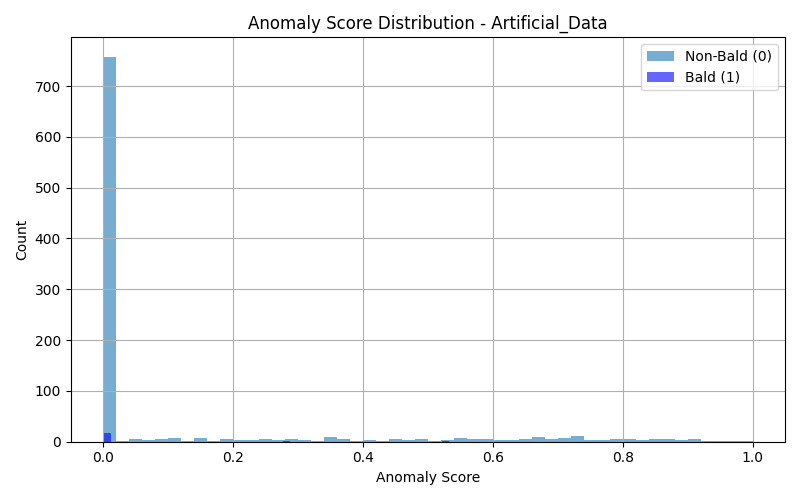 Anomaly Score Distribution - Artificial_Data
Non-Bald (0)
Bald (1)
Count
700
600
500
400
300
200
100
0
0.0 0.2 0.4 0.6 0.8 1.0
Anomaly Score